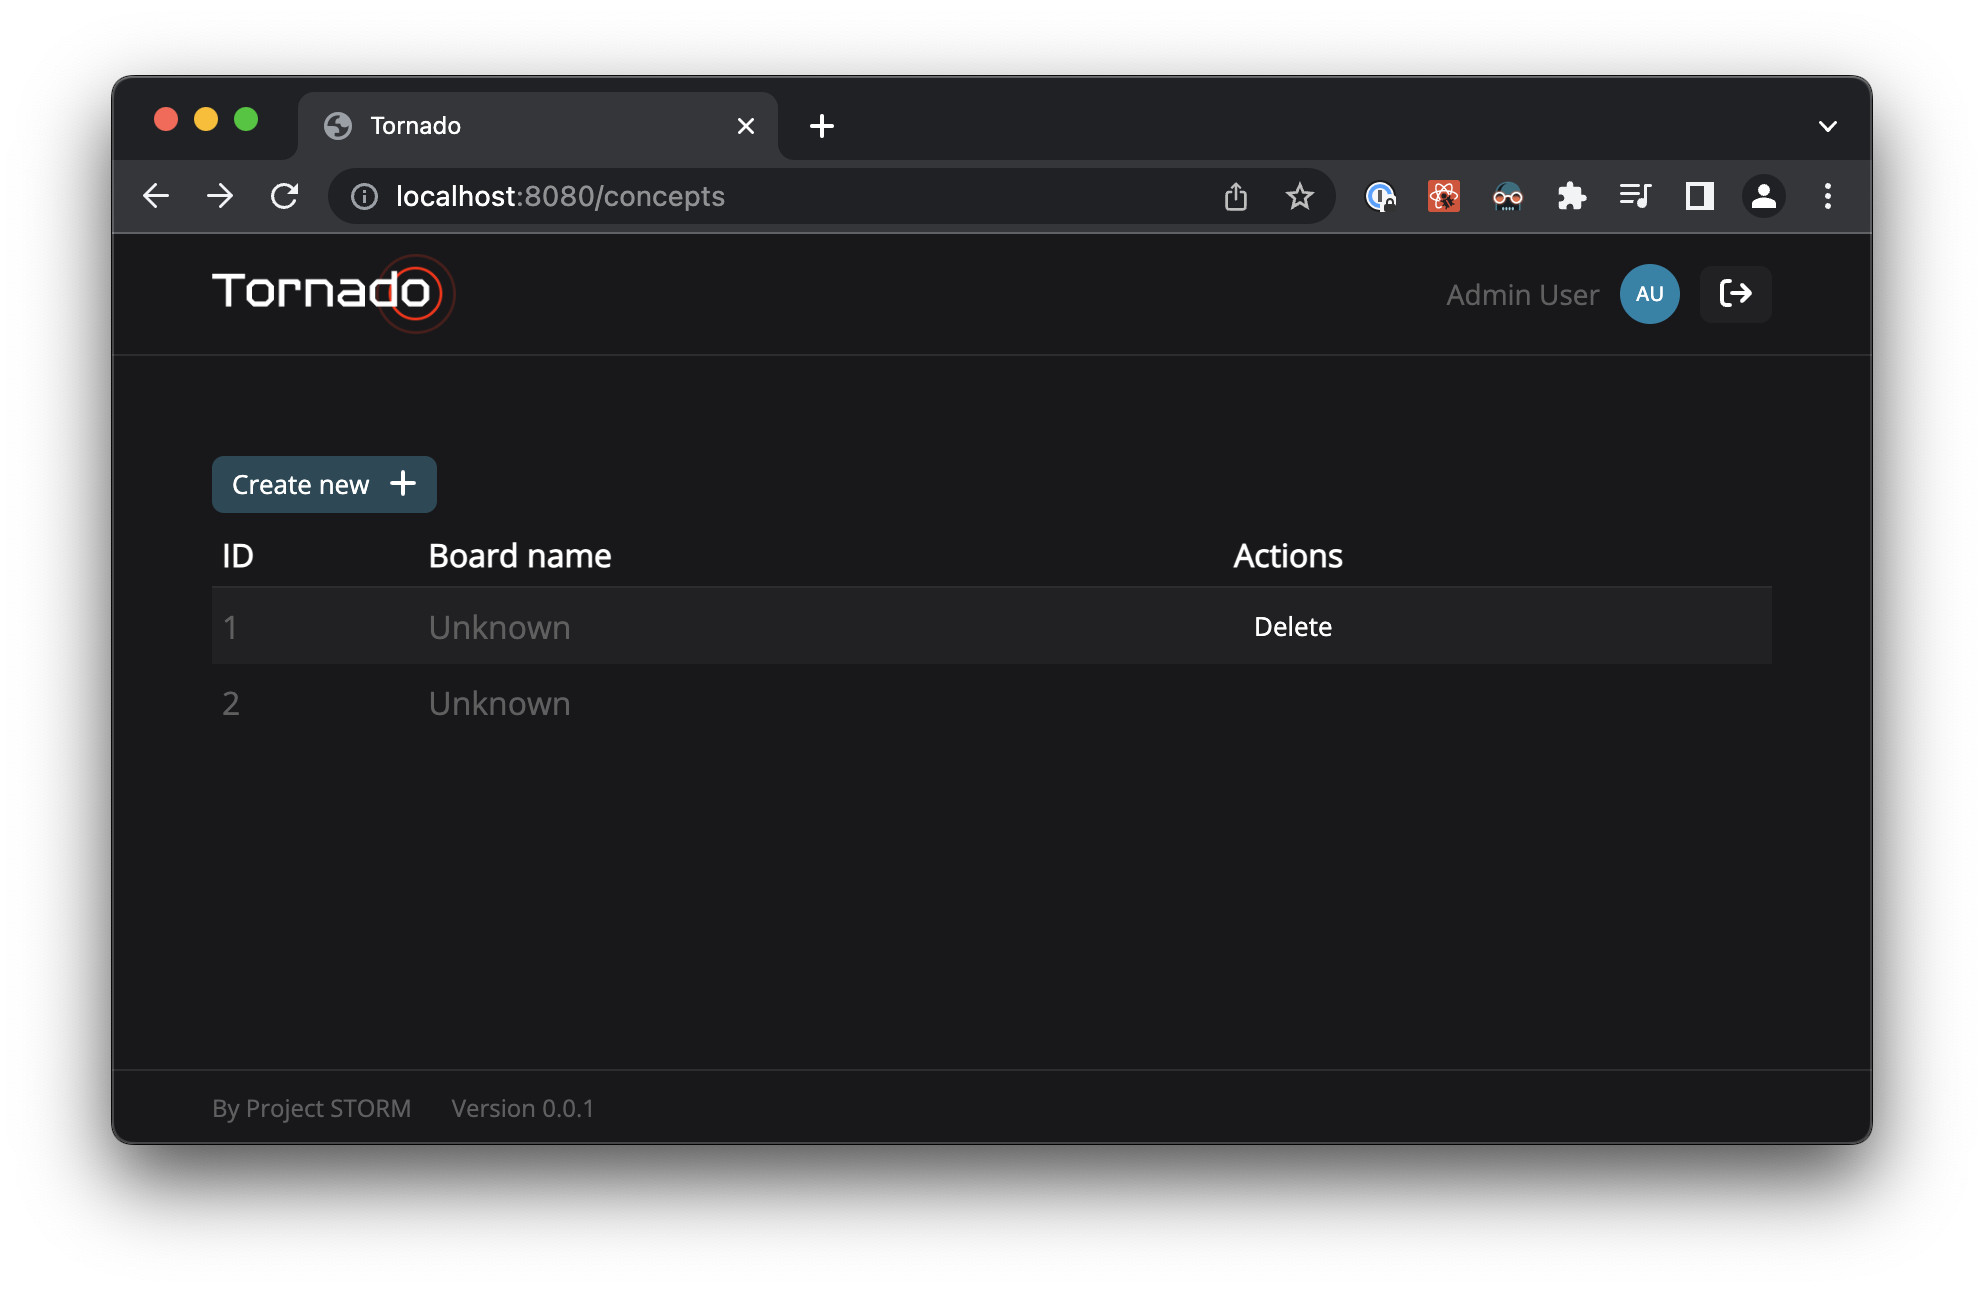 Tornado
localhost:8080/concepts
Tornado
Admin User AU
Create new
ID Board name Actions
1 Unknown Delete
2 Unknown
By Project STORM Version 0.0.1